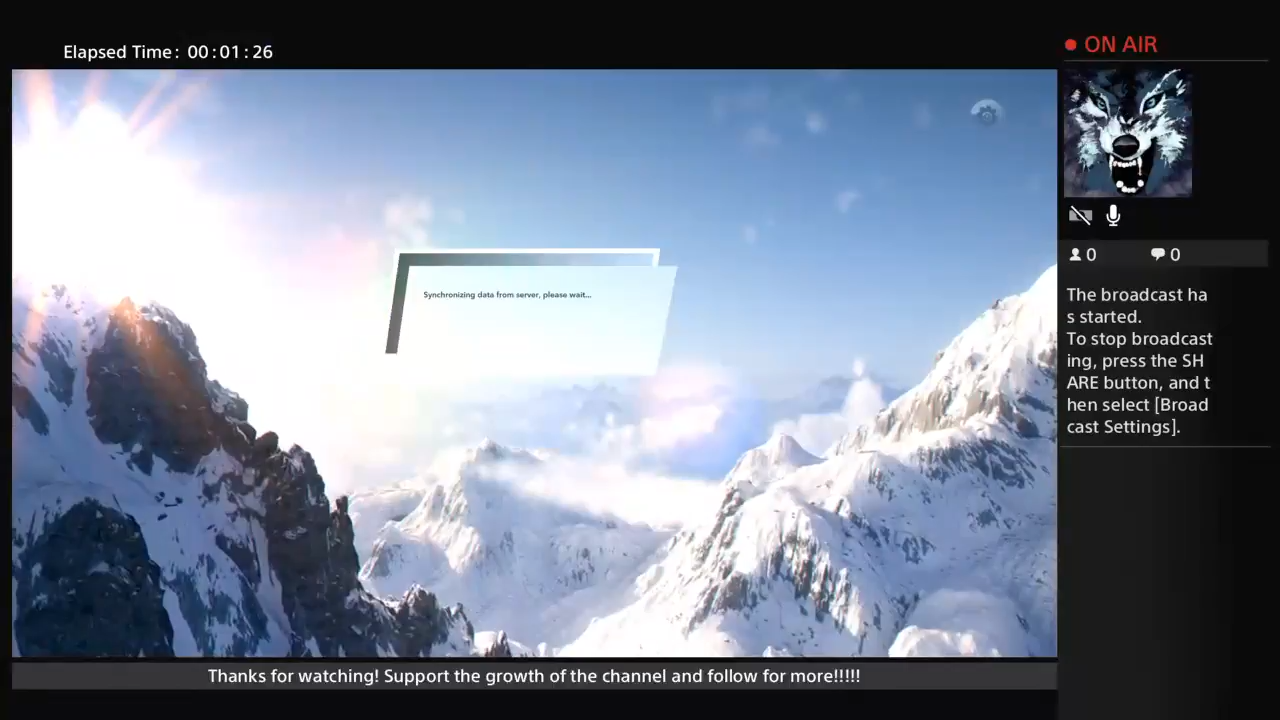 Elapsed Time: 00:01:26
ON AIR
0 0
Synchronizing data from server, please wait...
The broadcast ha
s started.
To stop broadcast
ing, press the SH
ARE button, and t
hen select [Broad
cast Settings].
Thanks for watching! Support the growth of the channel and follow for more!!!!!